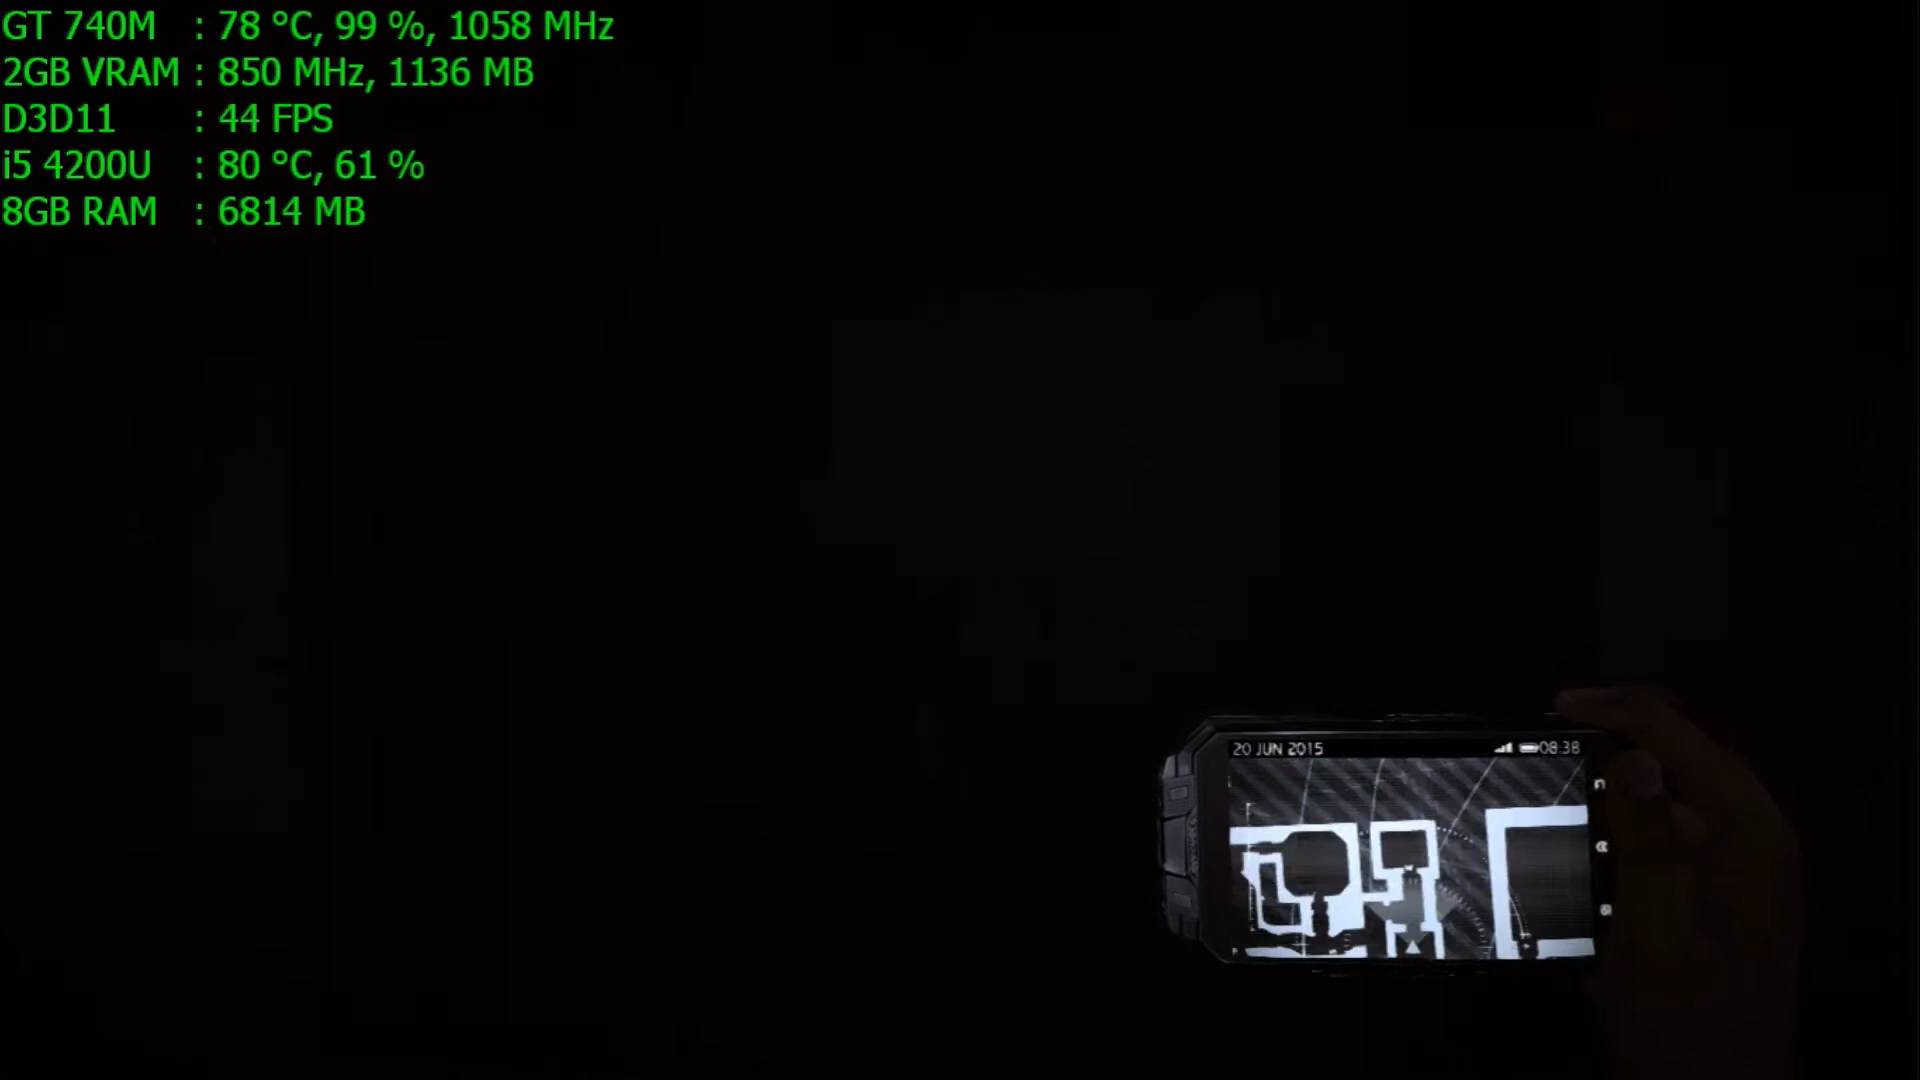 GT 740M : 78 °C, 99 %, 1058 MHz
2GB VRAM : 850 MHz, 1136 MB
D3D11 : 44 FPS
i5 4200U : 80 °C, 61 %
8GB RAM : 6814 MB
20 JUN 2015 08:38